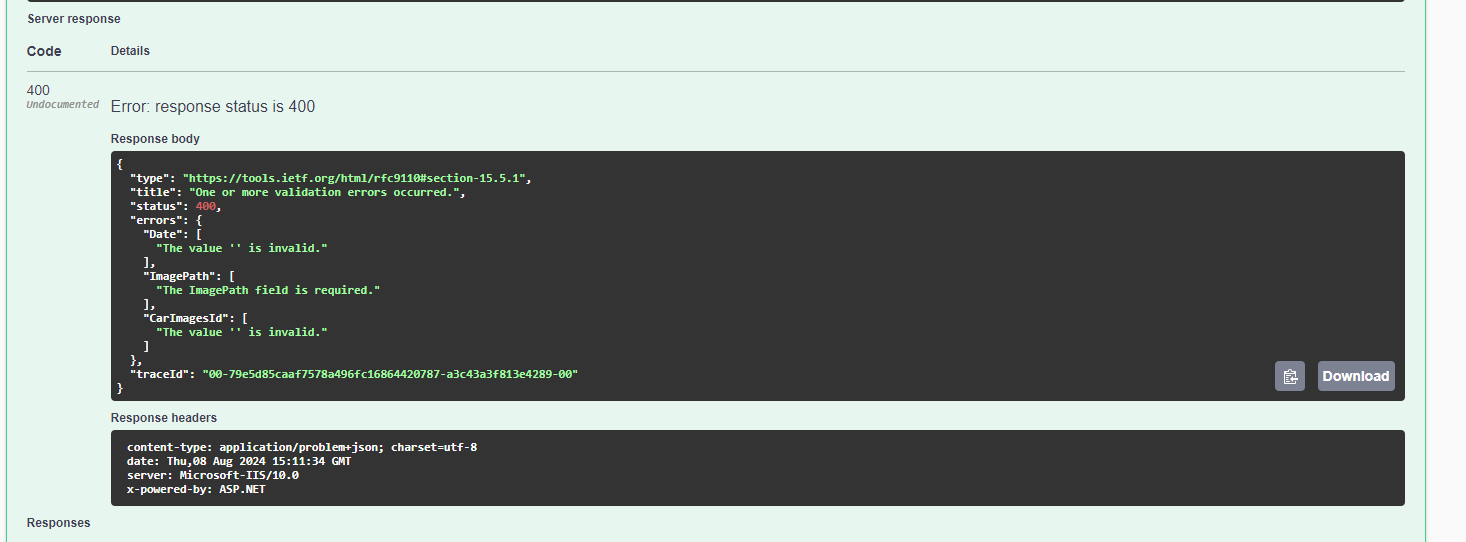 Server response
Code Details
400
Undocumented
Error: response status is 400
Response body
{
  "type": "https://tools.ietf.org/html/rfc9110#section-15.5.1",
  "title": "One or more validation errors occurred.",
  "status": 400,
  "errors": {
    "Date": [
      "The value '' is invalid."
    ],
    "ImagePath": [
      "The ImagePath field is required."
    ],
    "CarImagesId": [
      "The value '' is invalid."
    ]
  },
  "traceId": "00-79e5d85caaf7578a496fc16864420787-a3c43a3f813e4289-00"
}
Download
Response headers
content-type: application/problem+json; charset=utf-8
date: Thu,08 Aug 2024 15:11:34 GMT
server: Microsoft-IIS/10.0
x-powered-by: ASP.NET
Responses